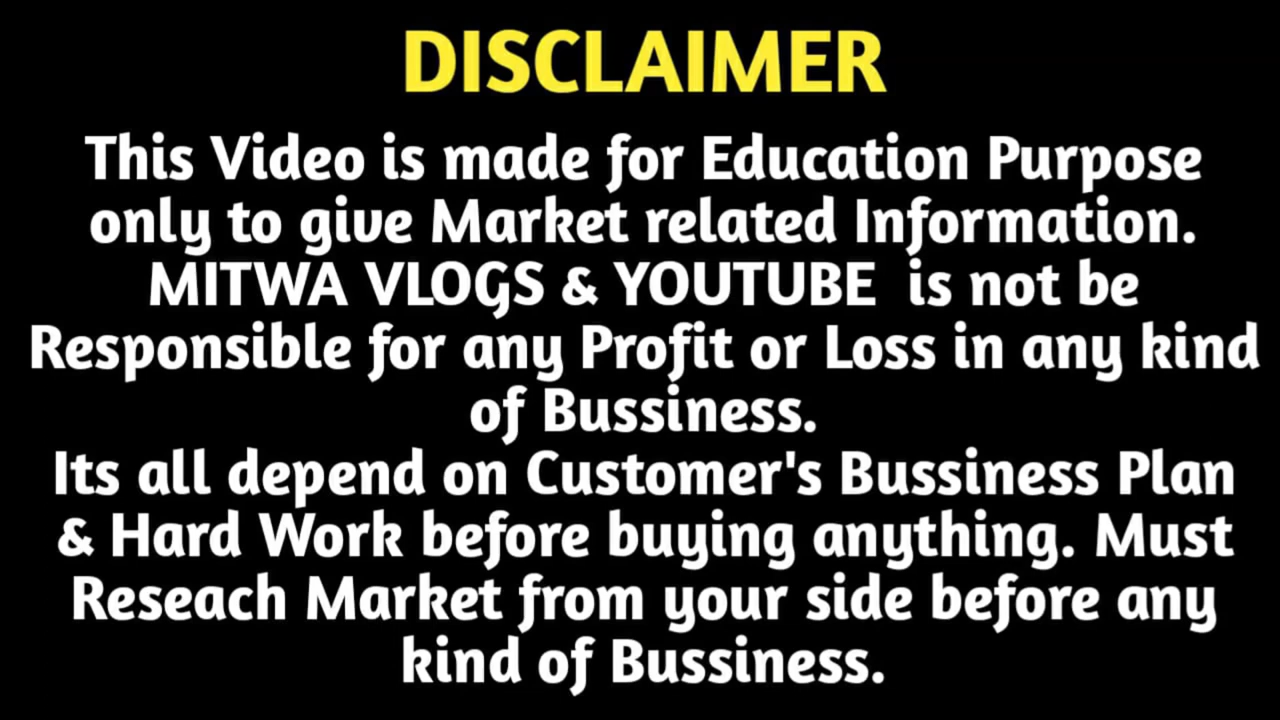 DISCLAIMER
This Video is made for Education Purpose
only to give Market related Information.
MITWA VLOGS & YOUTUBE is not be
Responsible for any Profit or Loss in any kind
of Bussiness.
Its all depend on Customer's Bussiness Plan
& Hard Work before buying anything. Must
Reseach Market from your side before any
kind of Bussiness.